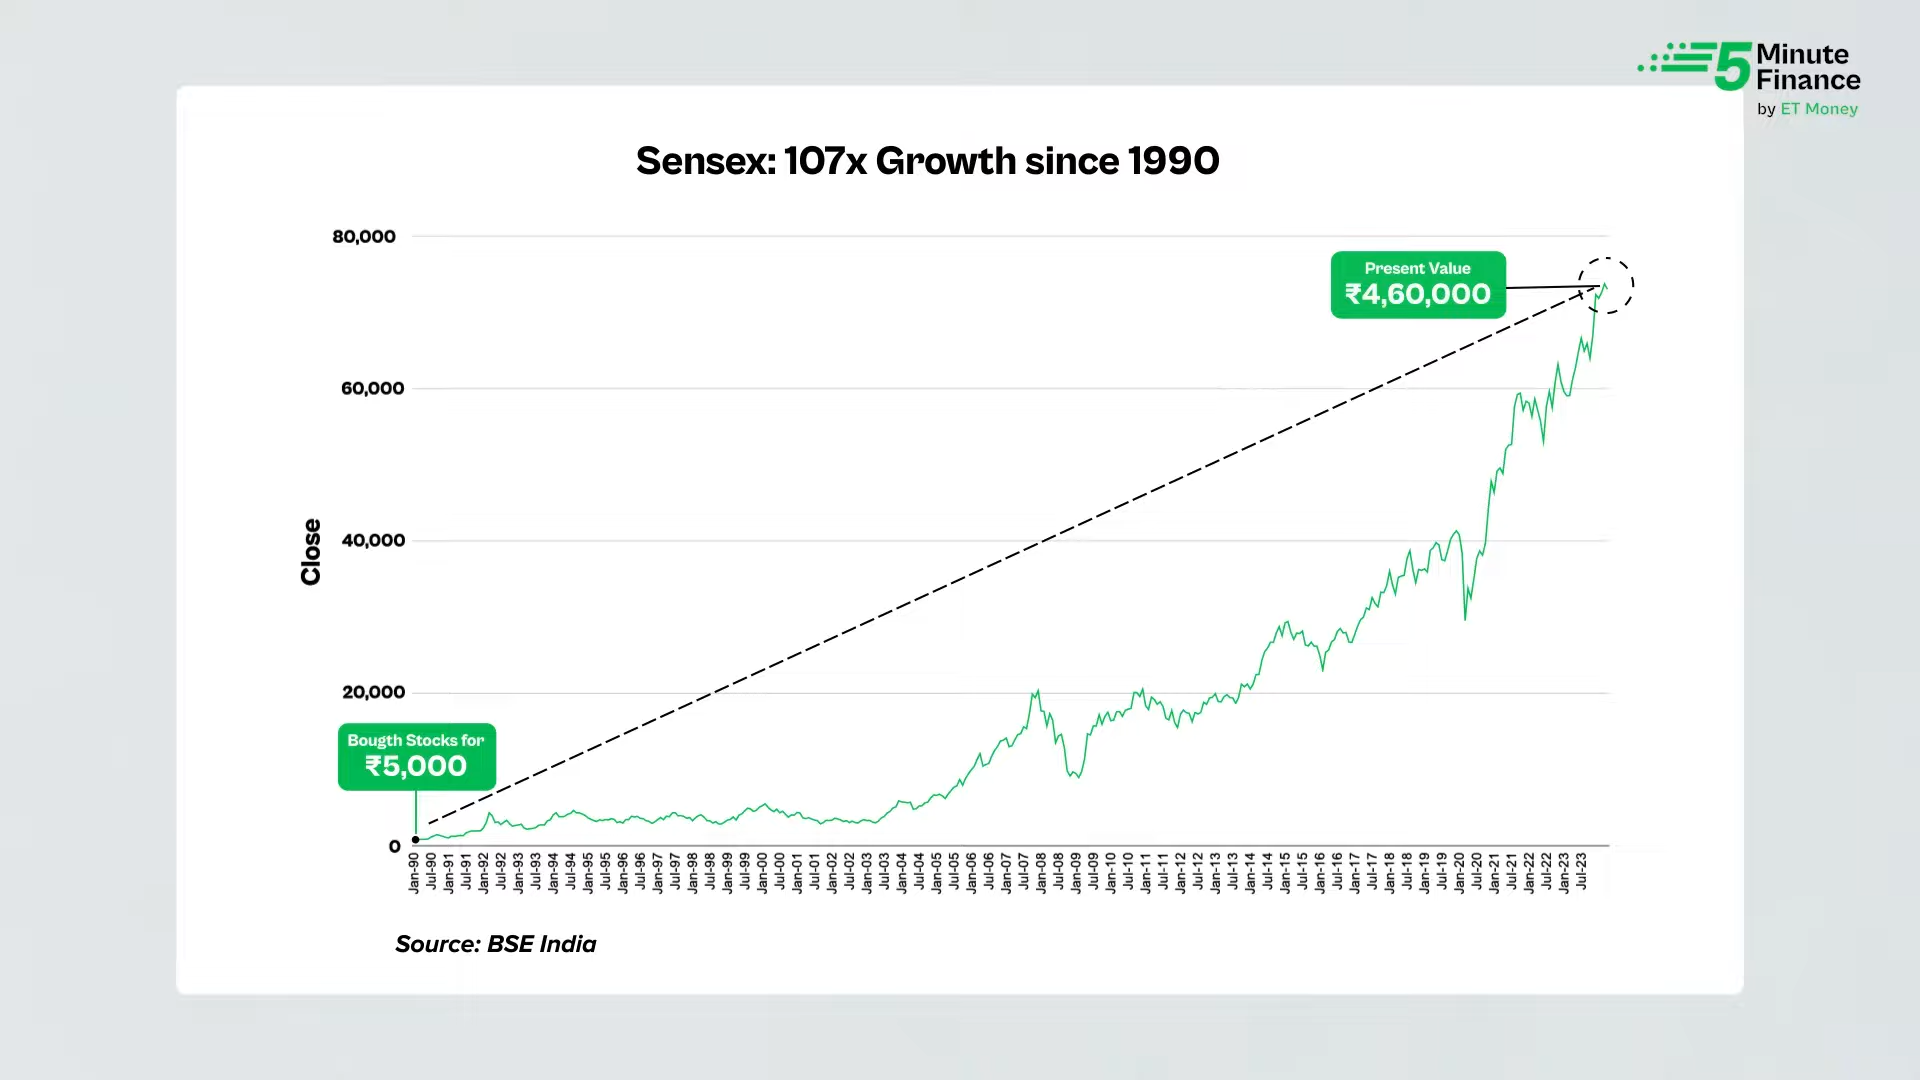 5 Minute
Finance
by ET Money
Sensex: 107x Growth since 1990
80,000
60,000
40,000
20,000
0
Close
Present Value
₹4,60,000
Bougth Stocks for
₹5,000
Jan-90
Jul-90
Jan-91
Jul-91
Jan-92
Jul-92
Jan-93
Jul-93
Jan-94
Jul-94
Jan-95
Jul-95
Jan-96
Jul-96
Jan-97
Jul-97
Jan-98
Jul-98
Jan-99
Jul-99
Jan-00
Jul-00
Jan-01
Jul-01
Jan-02
Jul-02
Jan-03
Jul-03
Jan-04
Jul-04
Jan-05
Jul-05
Jan-06
Jul-06
Jan-07
Jul-07
Jan-08
Jul-08
Jan-09
Jul-09
Jan-10
Jul-10
Jan-11
Jul-11
Jan-12
Jul-12
Jan-13
Jul-13
Jan-14
Jul-14
Jan-15
Jul-15
Jan-16
Jul-16
Jan-17
Jul-17
Jan-18
Jul-18
Jan-19
Jul-19
Jan-20
Jul-20
Jan-21
Jul-21
Jan-22
Jul-22
Jan-23
Jul-23
Source: BSE India